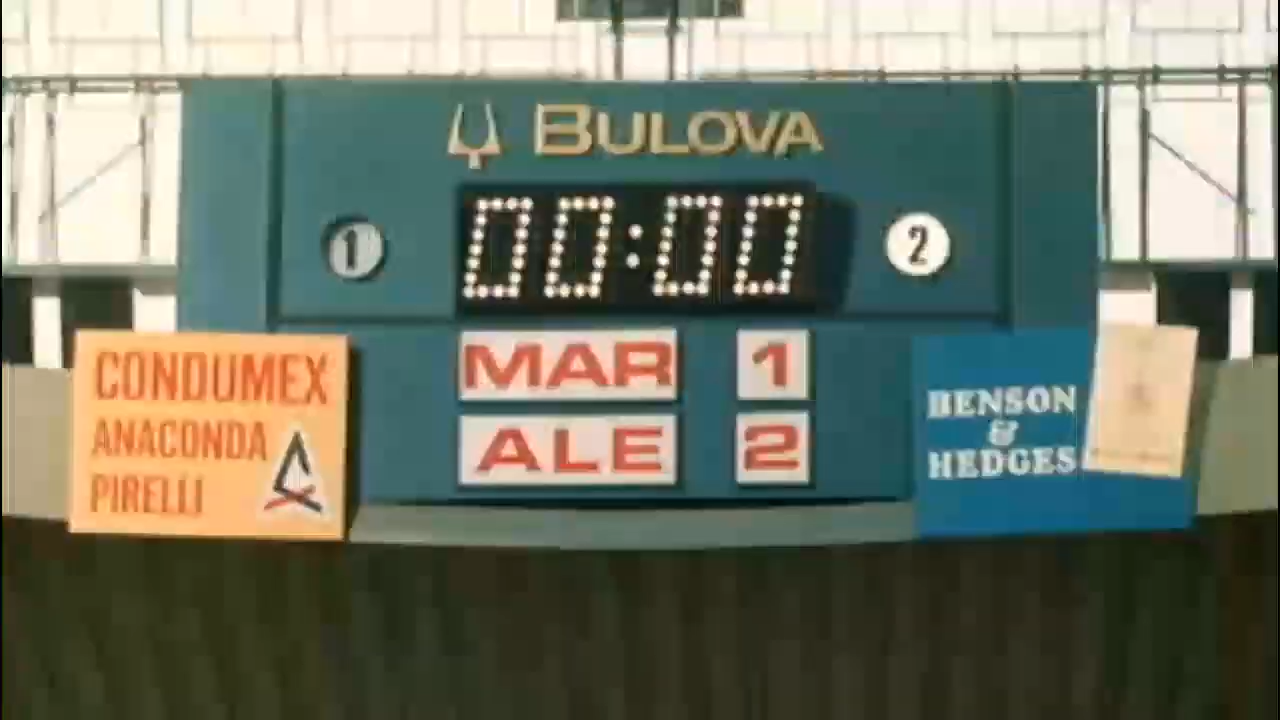 BULOVA
1
00:00
2
MAR 1
ALE 2
CONDUMEX
ANACONDA
PIRELLI
BENSON
&
HEDGES